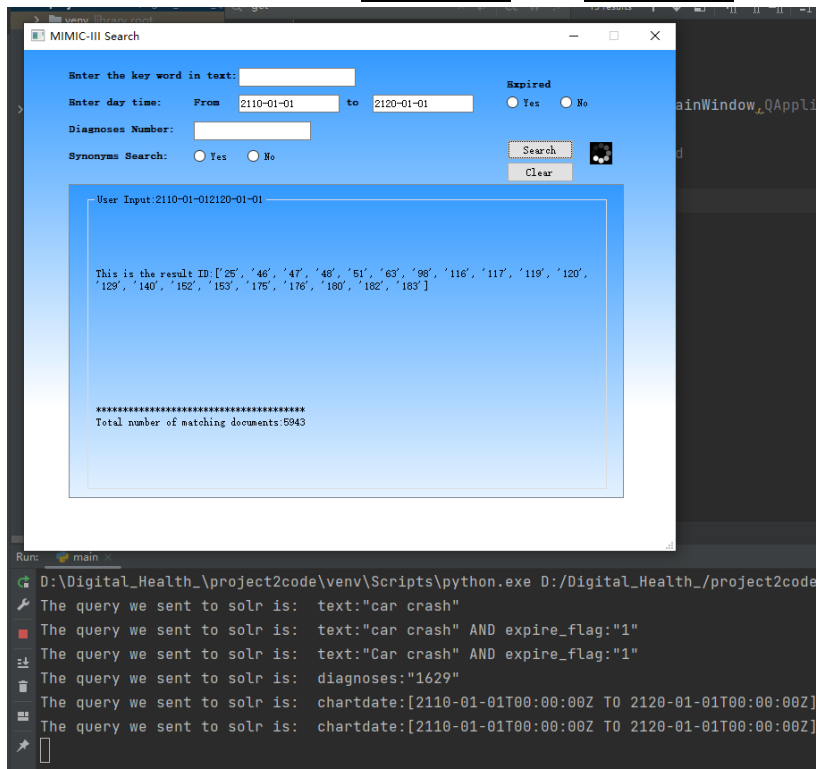 venv library root
get
15 results
MIMIC-III Search
Enter the key word in text:
Expired
Enter day time: From 2110-01-01 to 2120-01-01
Yes No
ainWindow,QAppli
Diagnoses Number:
Synonyms Search: Yes No
Search
d
Clear
User Input:2110-01-012120-01-01
This is the result ID:['25', '46', '47', '48', '51', '63', '98', '116', '117', '119', '120',
'129', '140', '152', '153', '175', '176', '180', '182', '183']
***************************************
Total number of matching documents:5943
Run: main
D:\Digital_Health_\project2code\venv\Scripts\python.exe D:/Digital_Health_/project2code
The query we sent to solr is: text:"car crash"
The query we sent to solr is: text:"car crash" AND expire_flag:"1"
The query we sent to solr is: text:"Car crash" AND expire_flag:"1"
The query we sent to solr is: diagnoses:"1629"
The query we sent to solr is: chartdate:[2110-01-01T00:00:00Z TO 2120-01-01T00:00:00Z]
The query we sent to solr is: chartdate:[2110-01-01T00:00:00Z TO 2120-01-01T00:00:00Z]